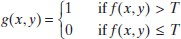 g(x, y) = {1 if f(x, y) > T
0 if f(x, y) ≤ T